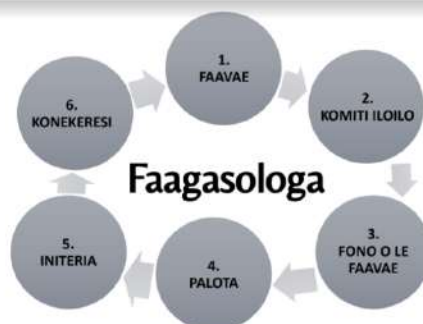 Faagasologa
1.
FAAVAE
2.
KOMITI ILOILO
3.
FONO O LE
FAAVAE
4.
PALOTA
5.
INITERIA
6.
KONEKERESI